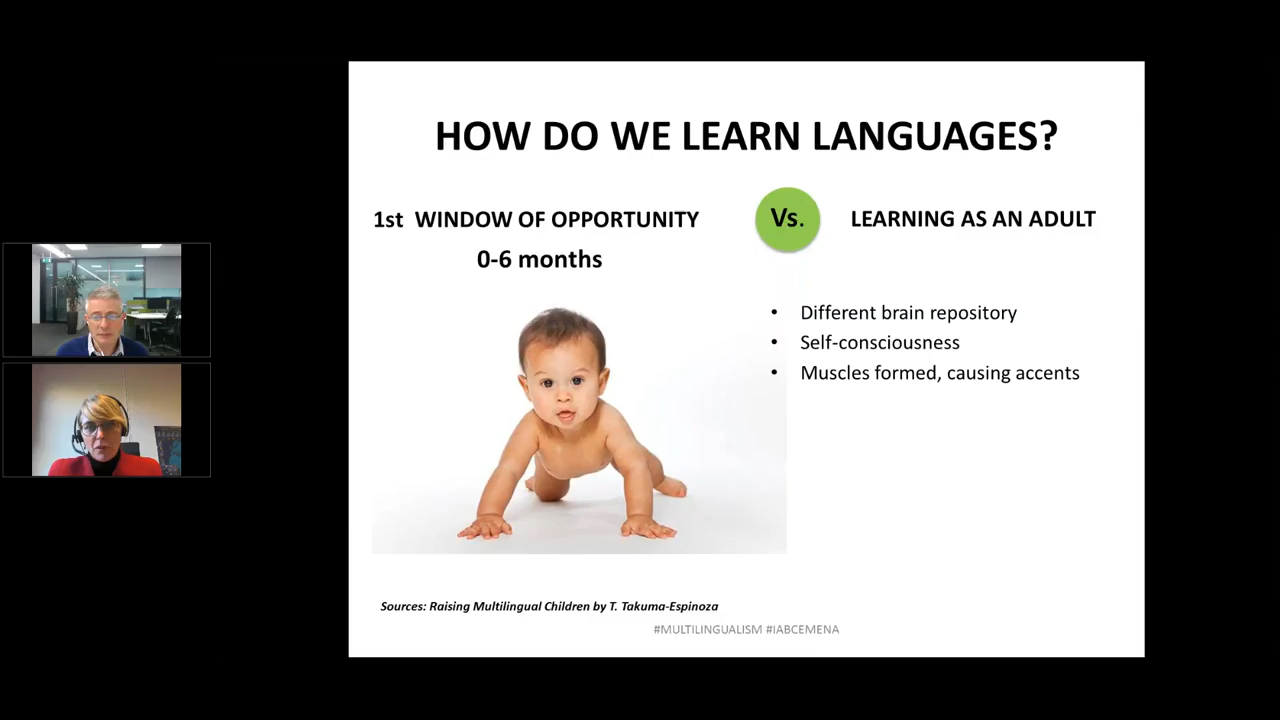 HOW DO WE LEARN LANGUAGES?
1st WINDOW OF OPPORTUNITY
0-6 months
Vs.
LEARNING AS AN ADULT
• Different brain repository
• Self-consciousness
• Muscles formed, causing accents
Sources: Raising Multilingual Children by T. Takuma-Espinoza
#MULTILINGUALISM #IABCEMENA